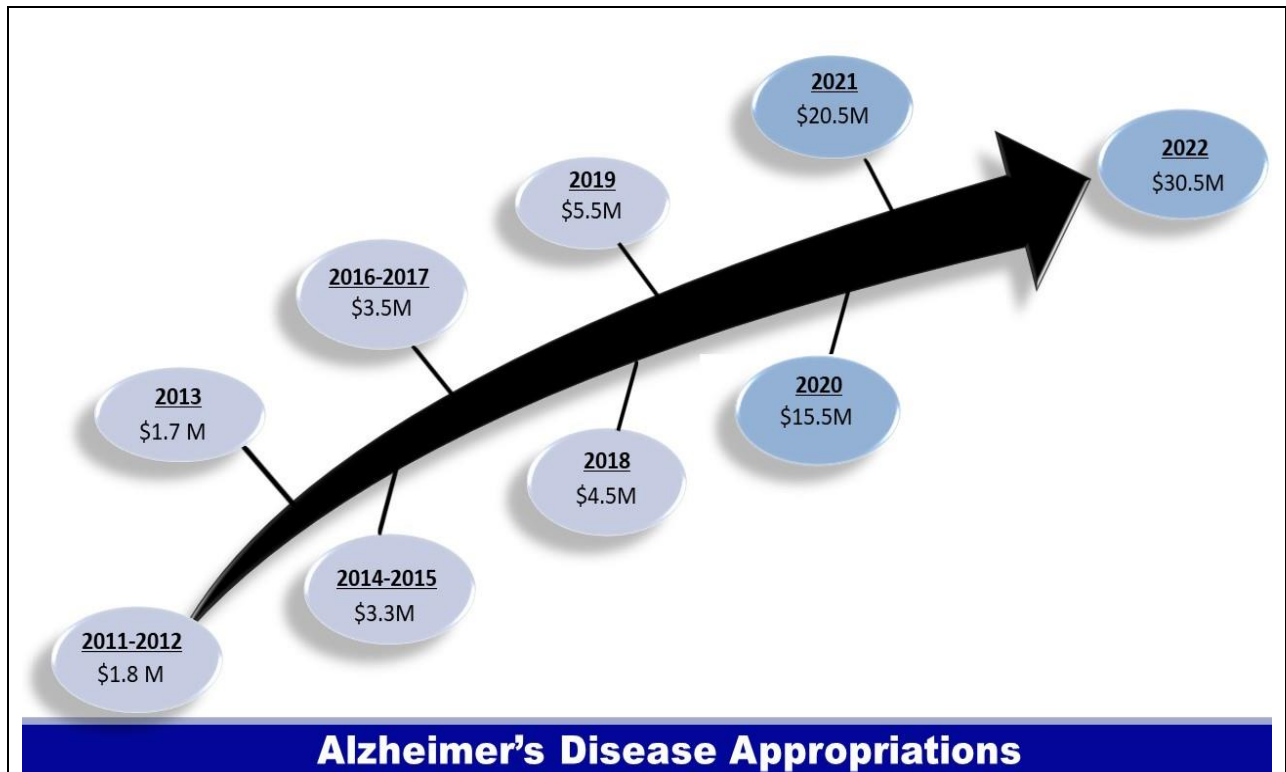 2021
$20.5M
2022
$30.5M
2019
$5.5M
2016-2017
$3.5M
2013
$1.7 M
2020
$15.5M
2018
$4.5M
2014-2015
$3.3M
2011-2012
$1.8 M
Alzheimer's Disease Appropriations